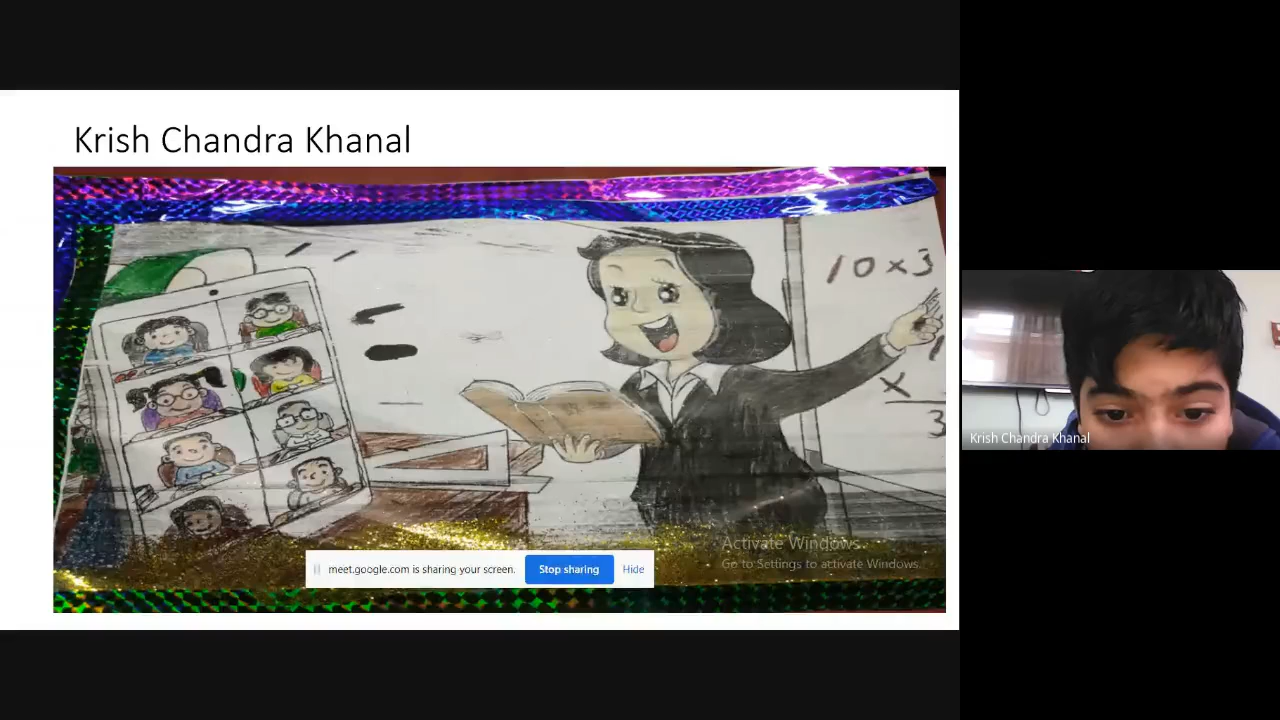 Krish Chandra Khanal
10 x 3
x
3
Activate Windows
Go to Settings to activate Windows.
meet.google.com is sharing your screen.
Stop sharing
Hide
Krish Chandra Khanal